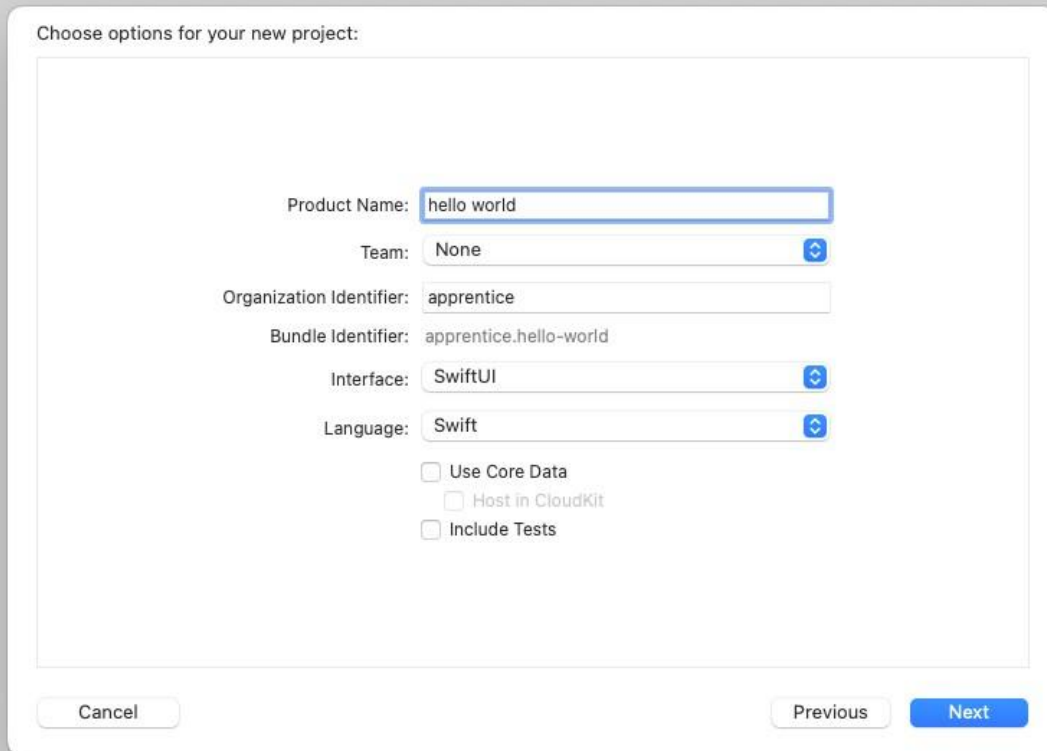 Choose options for your new project:
Product Name: hello world
Team: None
Organization Identifier: apprentice
Bundle Identifier: apprentice.hello-world
Interface: SwiftUI
Language: Swift
Use Core Data
Host in CloudKit
Include Tests
Cancel Previous Next